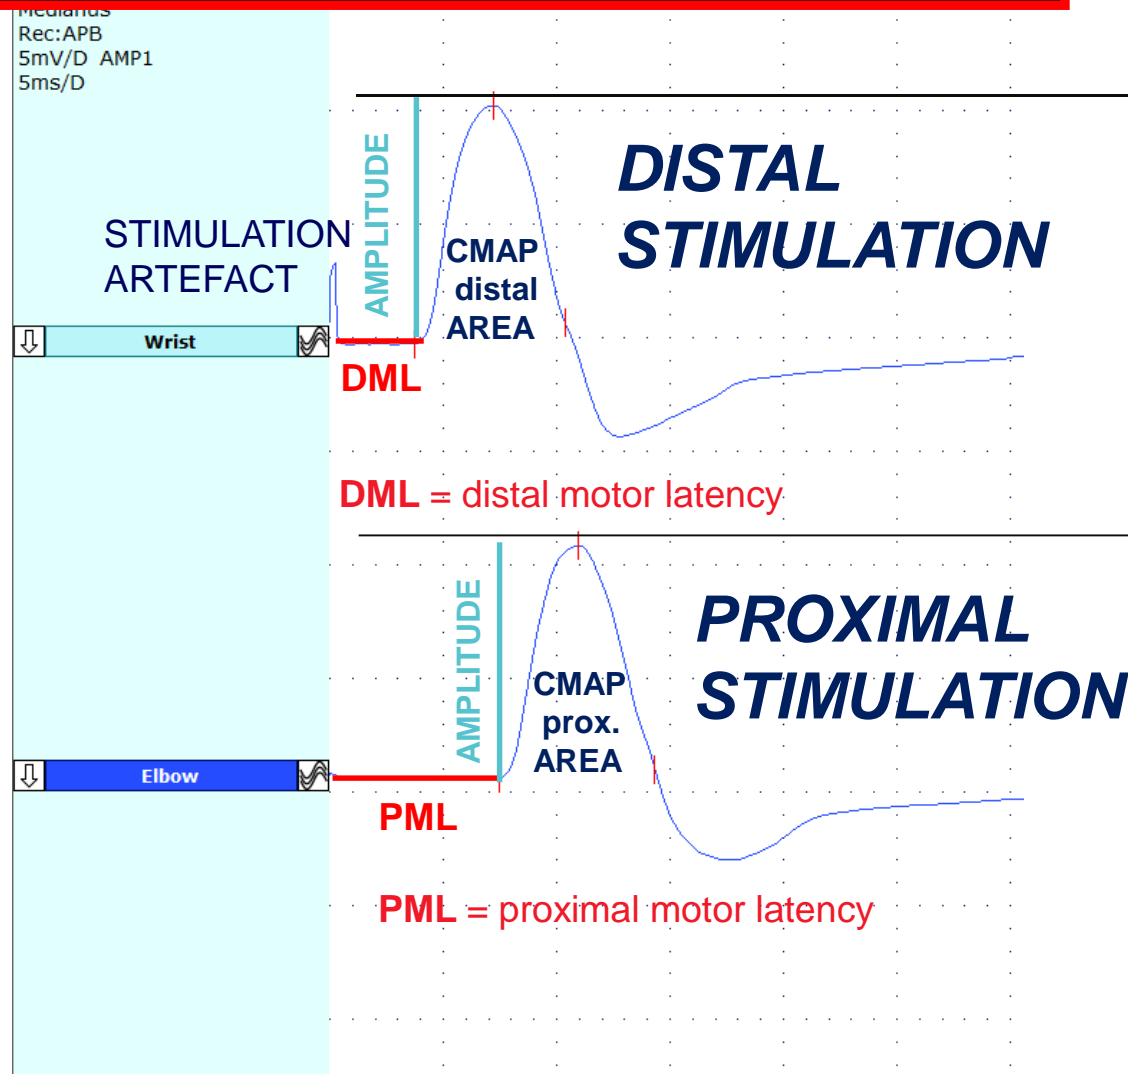 Medianus
Rec:APB
5mV/D AMP1
5ms/D
AMPLITUDE
DISTAL
STIMULATION
STIMULATION
ARTEFACT
CMAP
distal
AREA
Wrist
DML
DML = distal motor latency
AMPLITUDE
PROXIMAL
STIMULATION
CMAP
prox.
AREA
Elbow
PML
PML = proximal motor latency